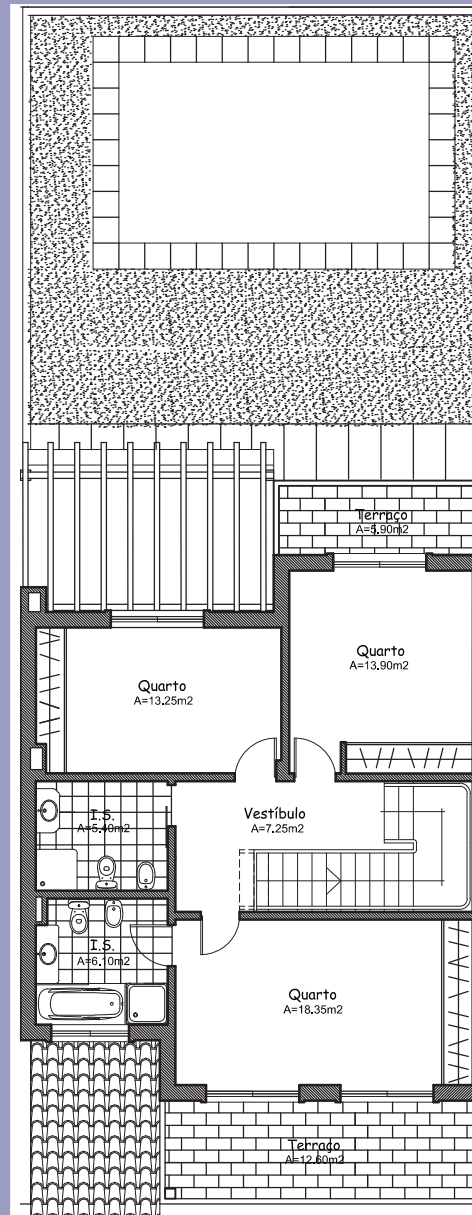 Terraço
A=5.90m2
Quarto
A=13.90m2
Quarto
A=13.25m2
I.S.
A=5.40m2
Vestíbulo
A=7.25m2
I.S.
A=6.10m2
Quarto
A=18.35m2
Terraço
A=12.60m2